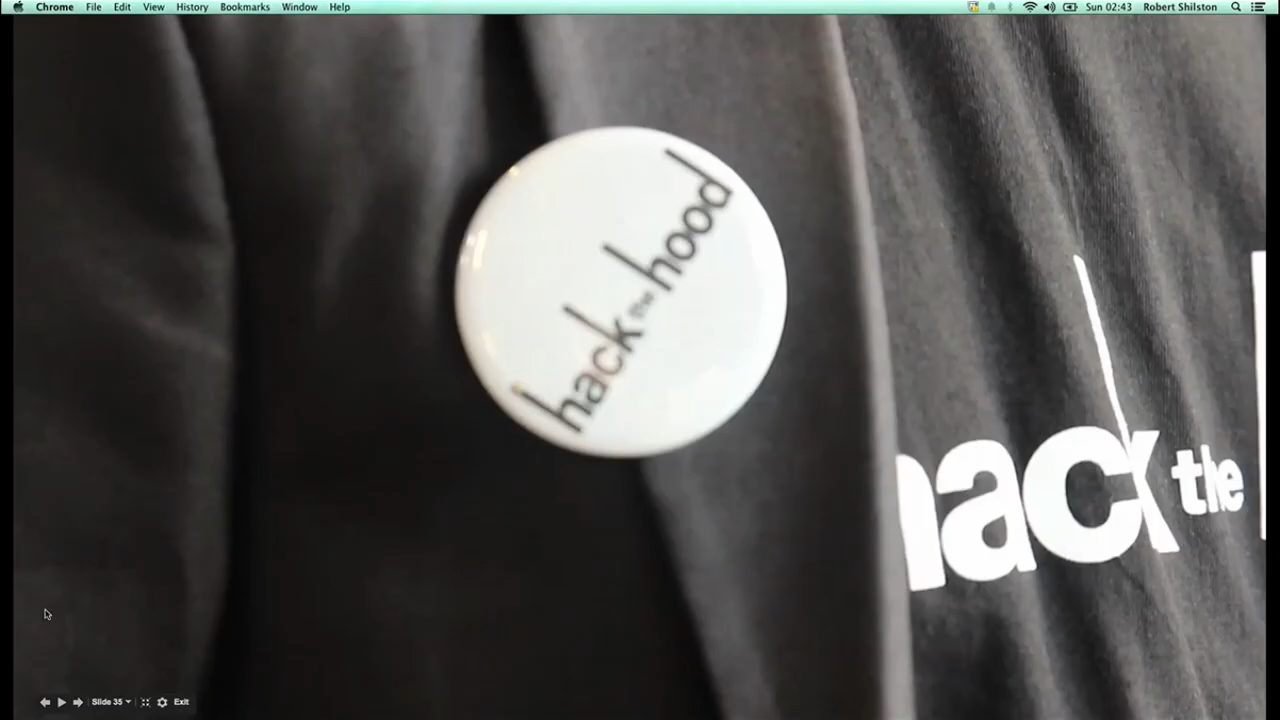 Chrome File Edit View History Bookmarks Window Help Sun 02:43 Robert Shilston
hack the hood
hack the
Slide 35 Exit